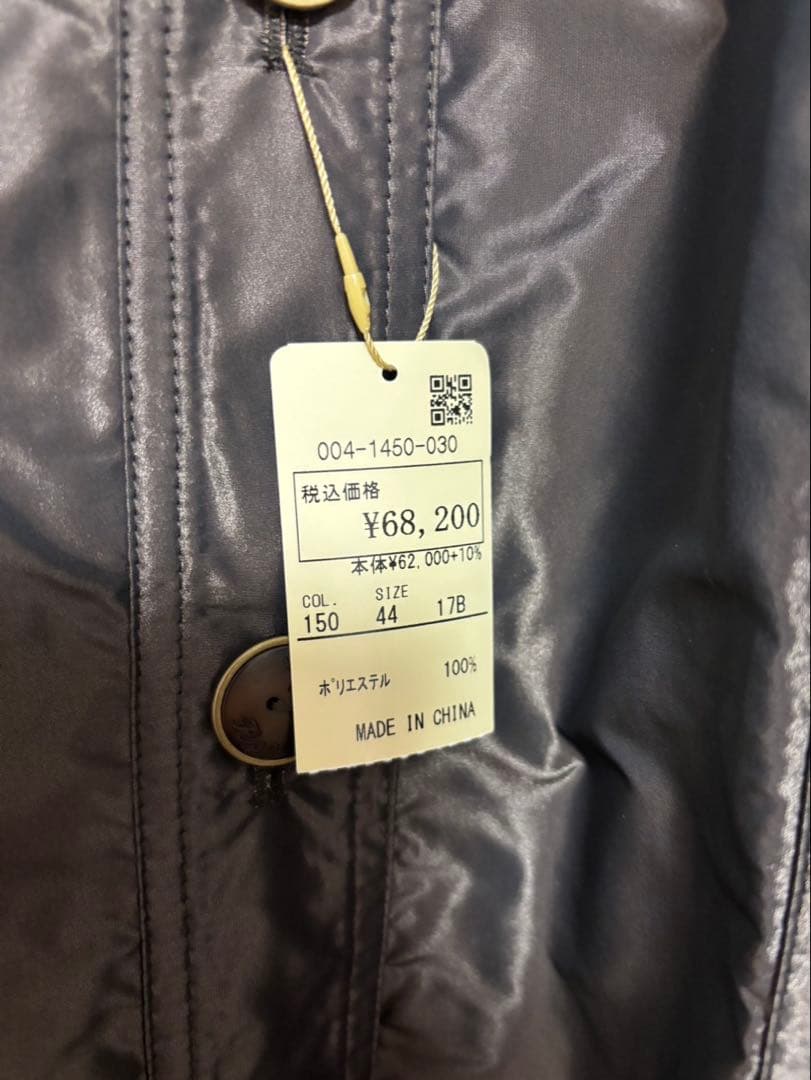 004-1450-030
税込価格
¥68,200
本体¥62,000+10%
COL. SIZE
150 44 17B
ポリエステル 100%
MADE IN CHINA